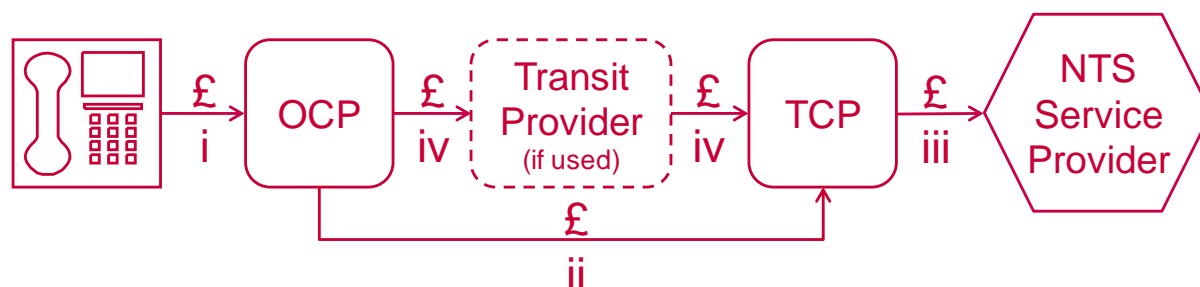 £
i
OCP
£
iv
Transit
Provider
(if used)
£
iv
TCP
£
iii
NTS
Service
Provider
£
ii